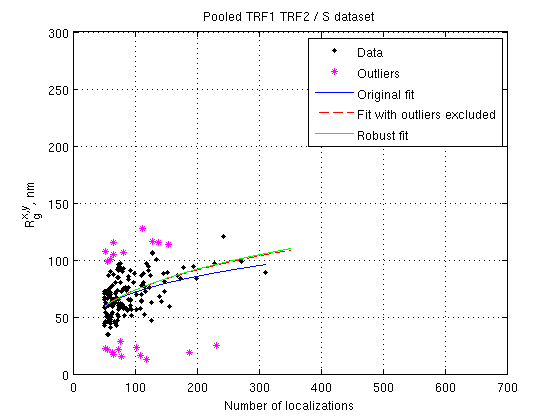 Pooled TRF1 TRF2 / S dataset
300
250
200
150
100
50
0
R_g^{x,y}, nm
Data
Outliers
Original fit
Fit with outliers excluded
Robust fit
0 100 200 300 400 500 600 700
Number of localizations